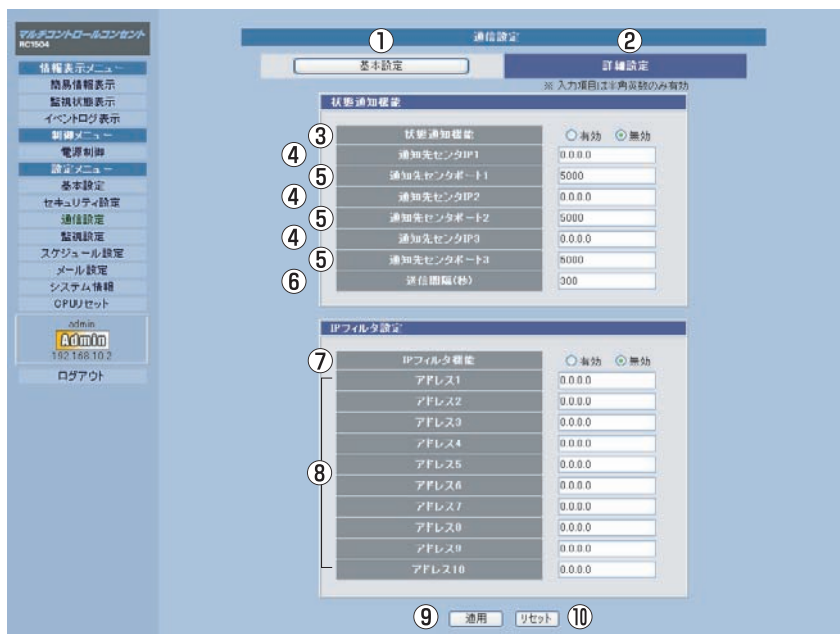 マルチコントロールコンセント
RC1504
情報表示メニュー
簡易情報表示
監視状態表示
イベントログ表示
制御メニュー
電源制御
設定メニュー
基本設定
セキュリティ設定
通信設定
監視設定
スケジュール設定
メール設定
システム情報
CPUリセット
admin
Admin
192.168.10.2
ログアウト
通信設定
① 基本設定 ② 詳細設定
※ 入力項目は半角英数のみ有効
状態通知機能
③ 状態通知機能 有効 無効
④ 通知先センタIP1 0.0.0.0
⑤ 通知先センタポート1 5000
④ 通知先センタIP2 0.0.0.0
⑤ 通知先センタポート2 5000
④ 通知先センタIP3 0.0.0.0
⑤ 通知先センタポート3 5000
⑥ 送信間隔(秒) 300
IPフィルタ設定
⑦ IPフィルタ機能 有効 無効
⑧
アドレス1 0.0.0.0
アドレス2 0.0.0.0
アドレス3 0.0.0.0
アドレス4 0.0.0.0
アドレス5 0.0.0.0
アドレス6 0.0.0.0
アドレス7 0.0.0.0
アドレス8 0.0.0.0
アドレス9 0.0.0.0
アドレス10 0.0.0.0
⑨ 適用 リセット ⑩